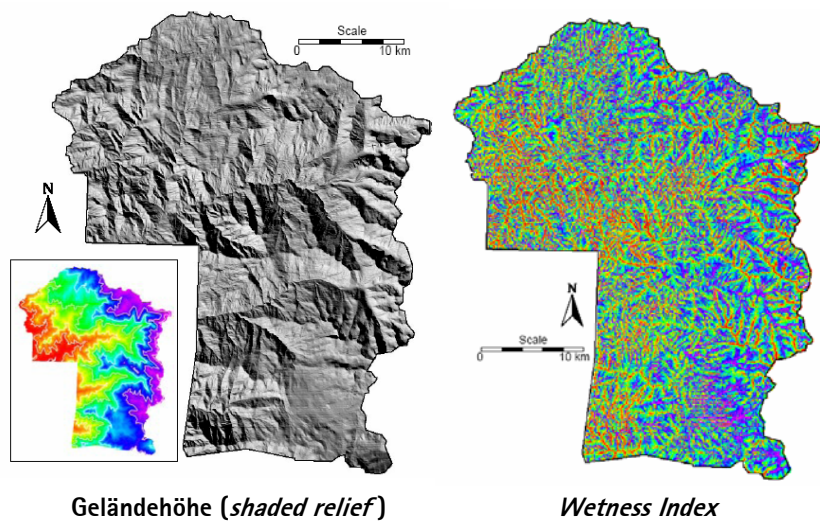 Scale
0 10 km
N
N
Scale
0 10 km
Geländehöhe (shaded relief)
Wetness Index